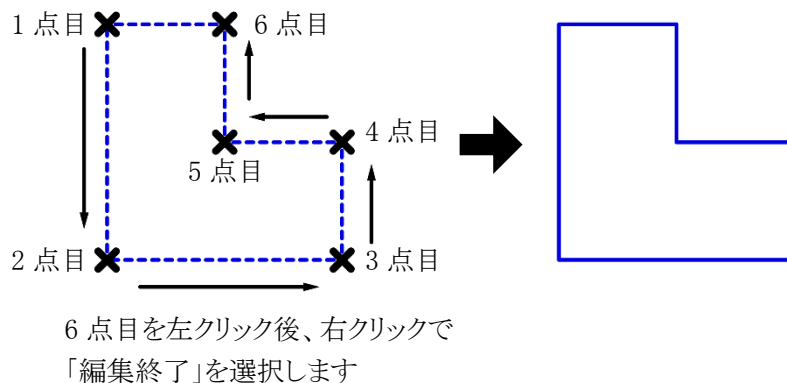 1 点目
6 点目
4 点目
5 点目
2 点目
3 点目
6 点目を左クリック後、右クリックで
「編集終了」を選択します